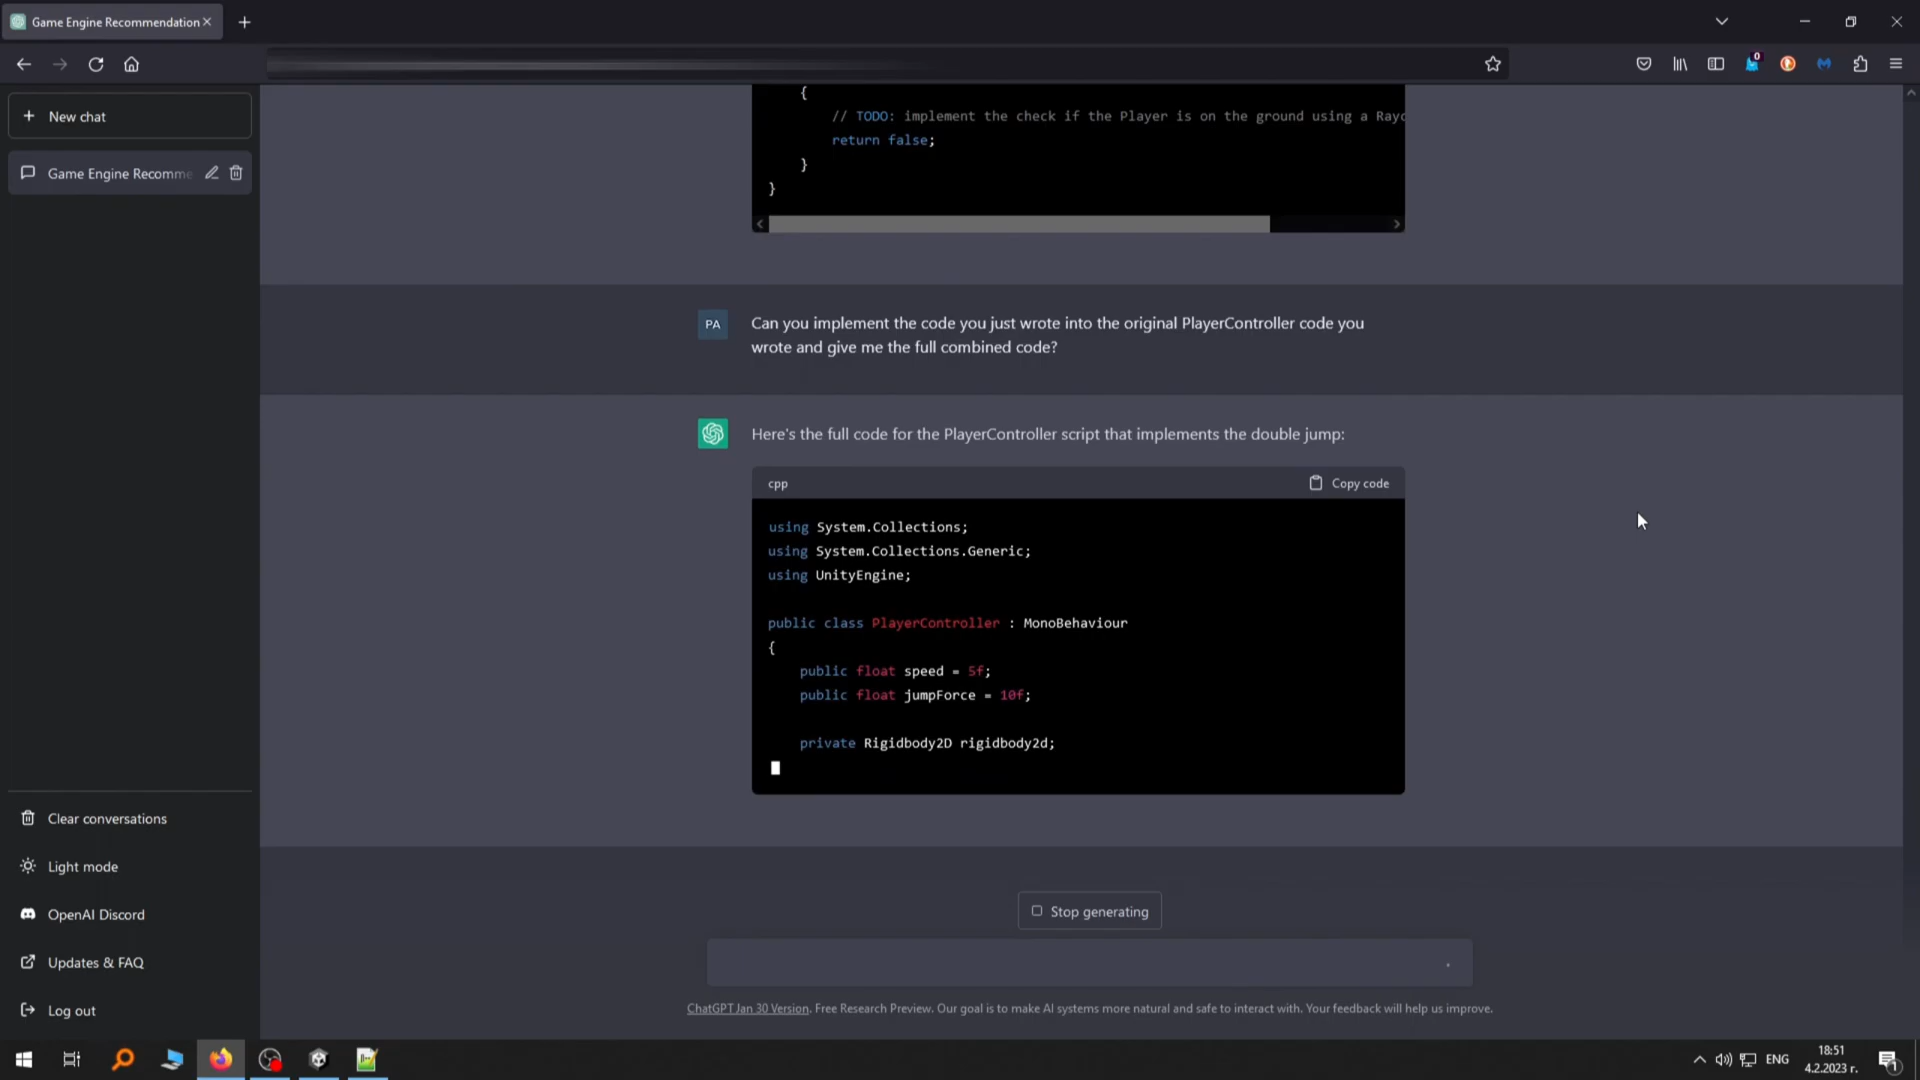 Game Engine Recommendation
0
New chat
Game Engine Recomme
{
// TODO: implement the check if the Player is on the ground using a Rayc
return false;
}
}
PA
Can you implement the code you just wrote into the original PlayerController code you
wrote and give me the full combined code?
Here's the full code for the PlayerController script that implements the double jump:
cpp
Copy code
using System.Collections;
using System.Collections.Generic;
using UnityEngine;
public class PlayerController : MonoBehaviour
{
public float speed = 5f;
public float jumpForce = 10f;
private Rigidbody2D rigidbody2d;
Clear conversations
Light mode
OpenAI Discord
Updates & FAQ
Log out
Stop generating
ChatGPT Jan 30 Version. Free Research Preview. Our goal is to make AI systems more natural and safe to interact with. Your feedback will help us improve.
ENG
18:51
4.2.2023 г.
1